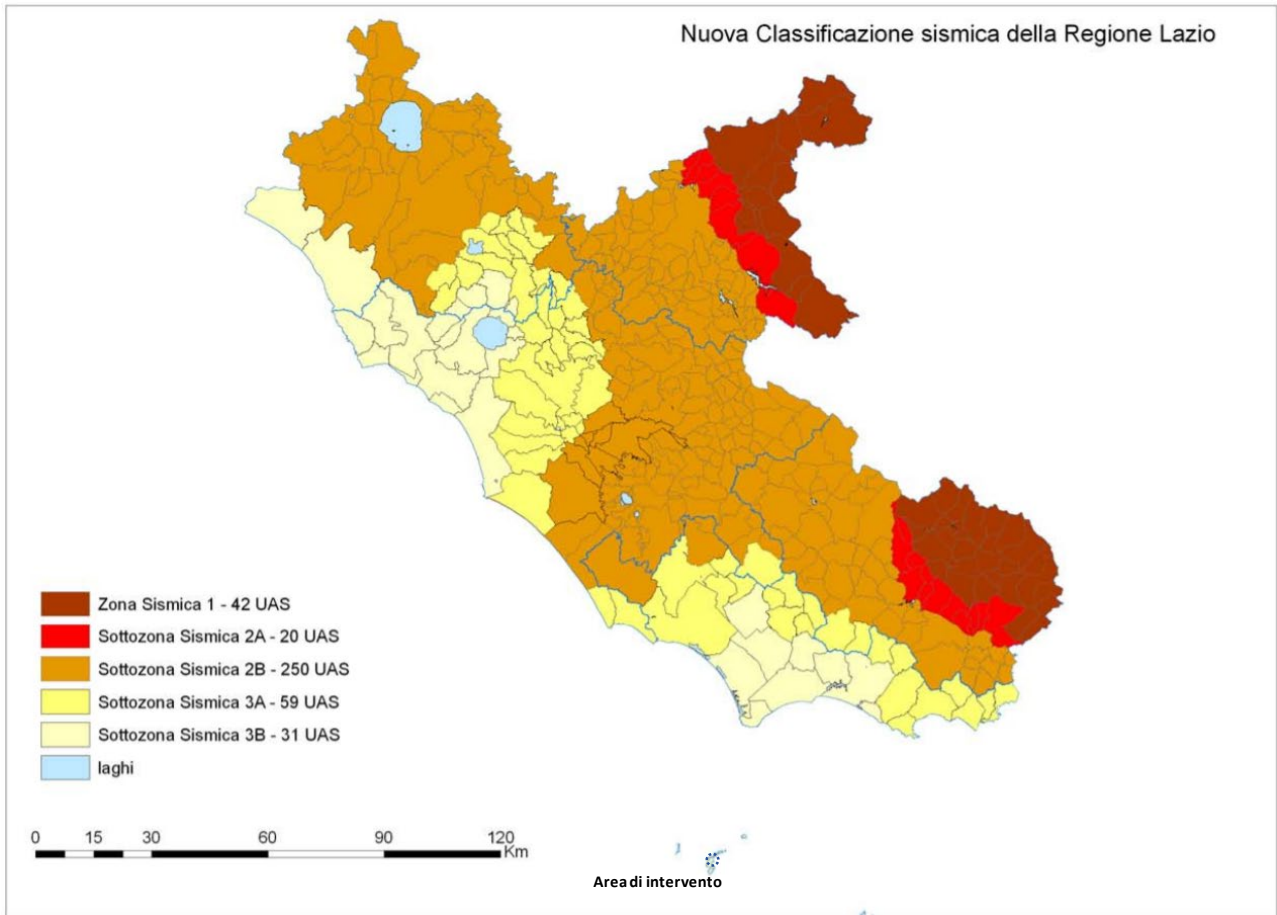 Nuova Classificazione sismica della Regione Lazio
Zona Sismica 1 - 42 UAS
Sottozona Sismica 2A - 20 UAS
Sottozona Sismica 2B - 250 UAS
Sottozona Sismica 3A - 59 UAS
Sottozona Sismica 3B - 31 UAS
laghi
0 15 30 60 90 120
Km
Area di intervento